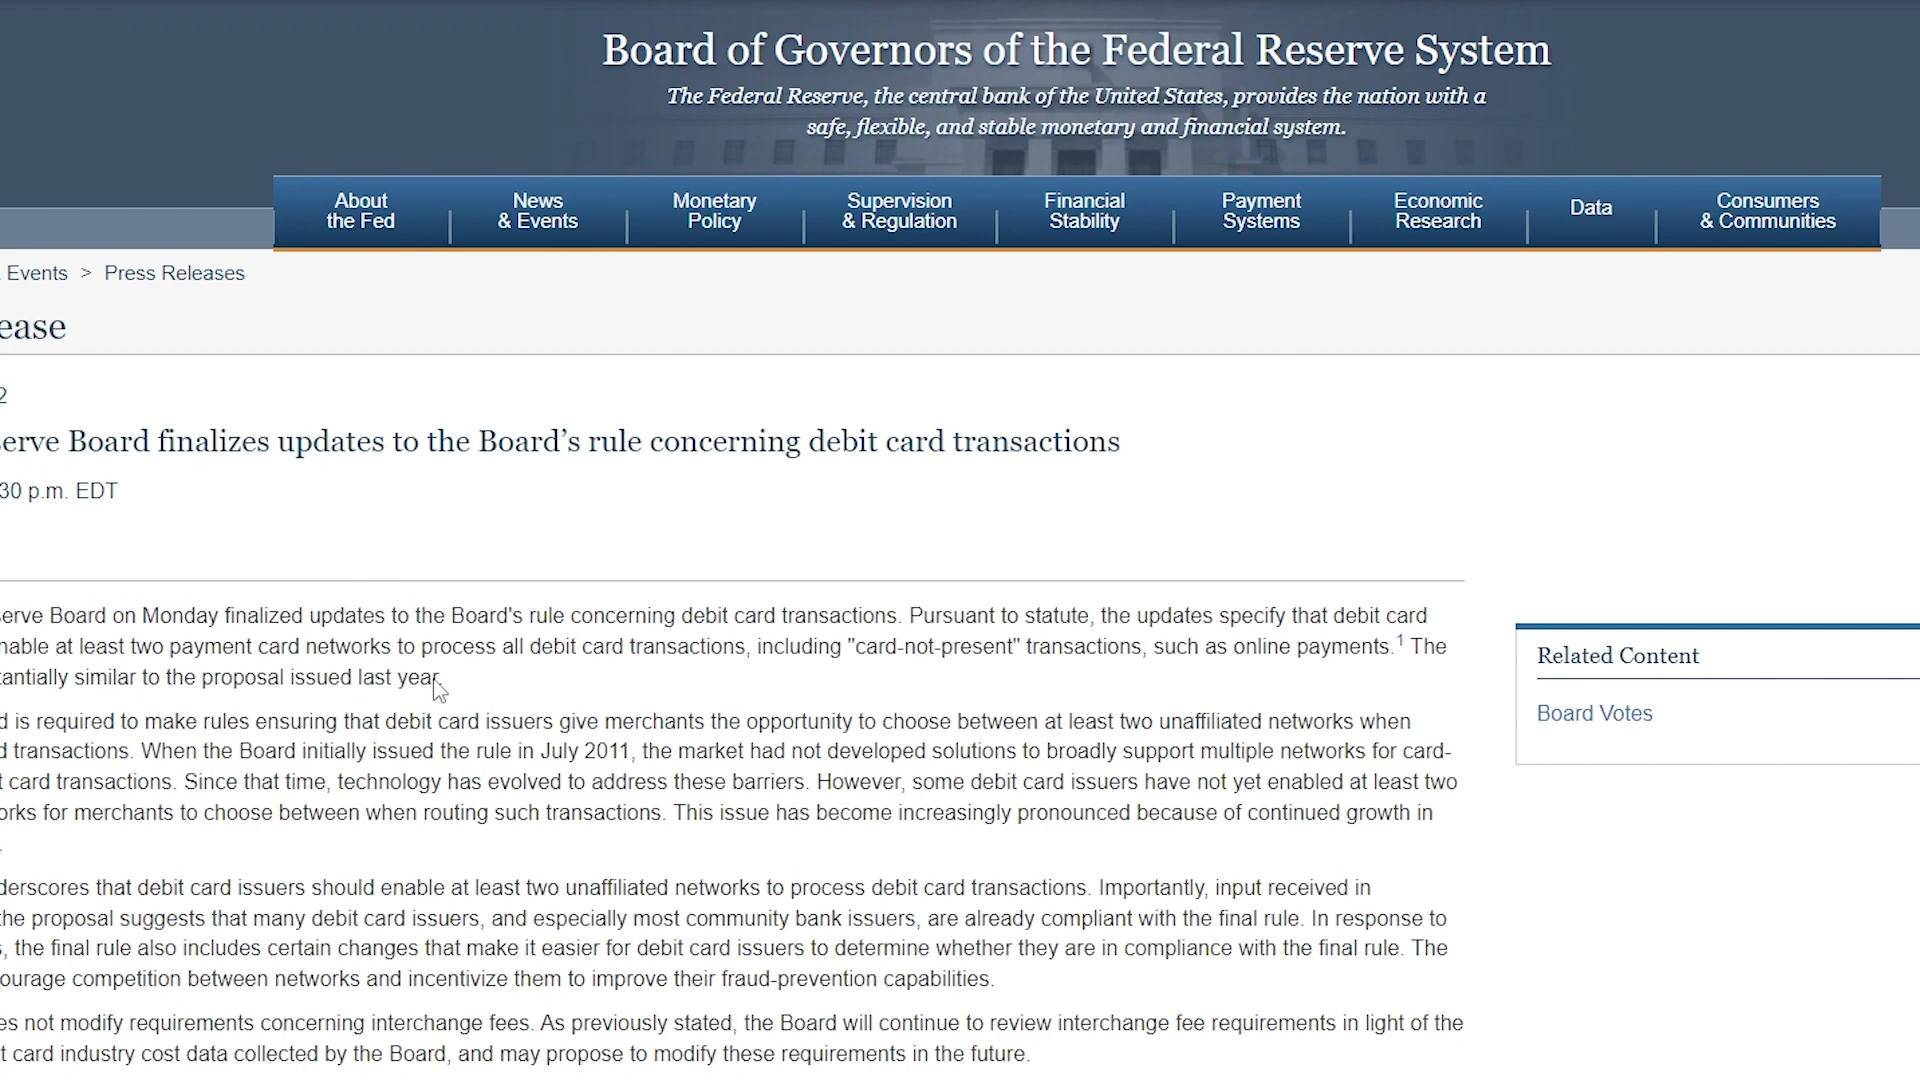 Board of Governors of the Federal Reserve System
The Federal Reserve, the central bank of the United States, provides the nation with a
safe, flexible, and stable monetary and financial system.
About
the Fed
News
& Events
Monetary
Policy
Supervision
& Regulation
Financial
Stability
Payment
Systems
Economic
Research
Data
Consumers
& Communities
Events > Press Releases
ease
2
serve Board finalizes updates to the Board’s rule concerning debit card transactions
30 p.m. EDT
serve Board on Monday finalized updates to the Board's rule concerning debit card transactions. Pursuant to statute, the updates specify that debit card
nable at least two payment card networks to process all debit card transactions, including "card-not-present" transactions, such as online payments.1 The
tantially similar to the proposal issued last year.
d is required to make rules ensuring that debit card issuers give merchants the opportunity to choose between at least two unaffiliated networks when
d transactions. When the Board initially issued the rule in July 2011, the market had not developed solutions to broadly support multiple networks for card-
t card transactions. Since that time, technology has evolved to address these barriers. However, some debit card issuers have not yet enabled at least two
orks for merchants to choose between when routing such transactions. This issue has become increasingly pronounced because of continued growth in
.
derscores that debit card issuers should enable at least two unaffiliated networks to process debit card transactions. Importantly, input received in
the proposal suggests that many debit card issuers, and especially most community bank issuers, are already compliant with the final rule. In response to
s, the final rule also includes certain changes that make it easier for debit card issuers to determine whether they are in compliance with the final rule. The
ourage competition between networks and incentivize them to improve their fraud-prevention capabilities.
es not modify requirements concerning interchange fees. As previously stated, the Board will continue to review interchange fee requirements in light of the
t card industry cost data collected by the Board, and may propose to modify these requirements in the future.
Related Content
Board Votes